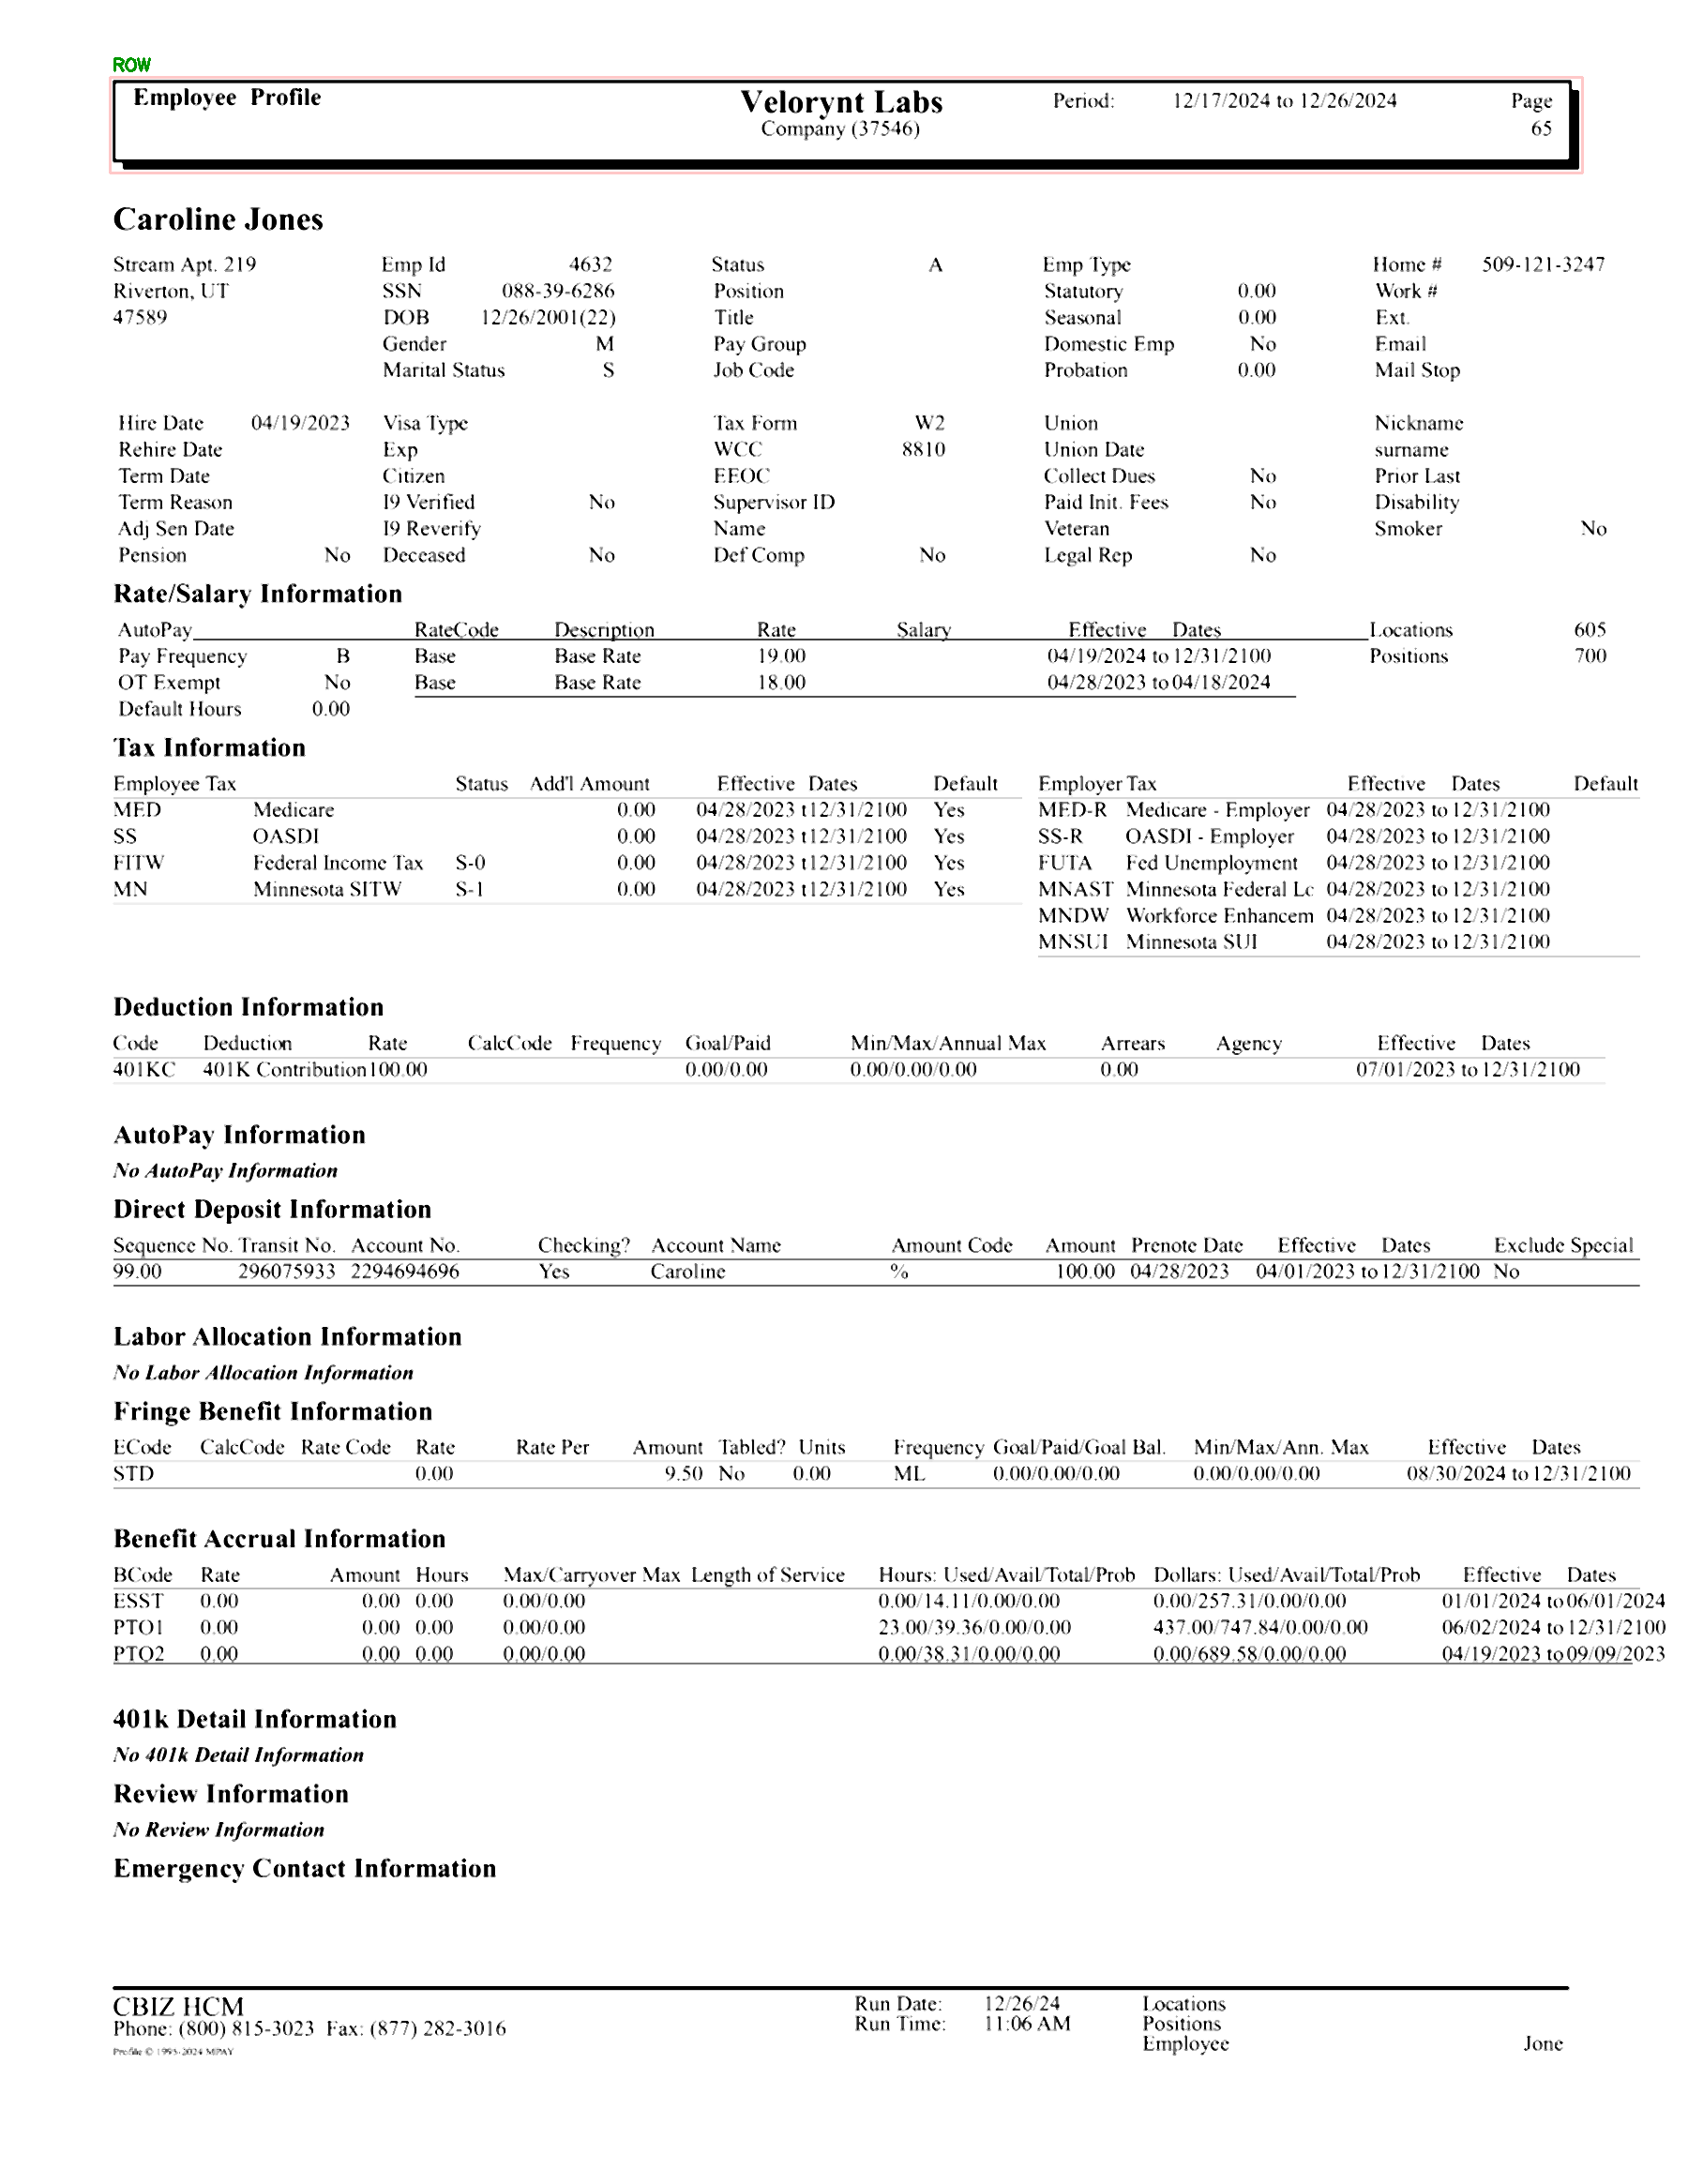 ROW
Employee Profile Velorynt Labs Period: 12/17/2024 to 12/26/2024 Page
Company (37546) 65
Caroline Jones
Stream Apt. 219 Emp Id 4632 Status A Emp Type Home # 509-121-3247
Riverton, UT SSN 088-39-6286 Position Statutory 0.00 Work #
47589 DOB 12/26/2001(22) Title Seasonal 0.00 Ext.
Gender M Pay Group Domestic Emp No Email
Marital Status S Job Code Probation 0.00 Mail Stop
Hire Date 04/19/2023 Visa Type Tax Form W2 Union Nickname
Rehire Date Exp WCC 8810 Union Date surname
Term Date Citizen EEOC Collect Dues No Prior Last
Term Reason I9 Verified No Supervisor ID Paid Init. Fees No Disability
Adj Sen Date I9 Reverify Name Veteran Smoker No
Pension No Deceased No Def Comp No Legal Rep No
Rate/Salary Information
AutoPay RateCode Description Rate Salary Effective Dates Locations 605
Pay Frequency B Base Base Rate 19.00 04/19/2024 to 12/31/2100 Positions 700
OT Exempt No Base Base Rate 18.00 04/28/2023 to 04/18/2024
Default Hours 0.00
Tax Information
Employee Tax Status Add'l Amount Effective Dates Default Employer Tax Effective Dates Default
MED Medicare 0.00 04/28/2023 t12/31/2100 Yes MED-R Medicare - Employer 04/28/2023 to 12/31/2100
SS OASDI 0.00 04/28/2023 t12/31/2100 Yes SS-R OASDI - Employer 04/28/2023 to 12/31/2100
FITW Federal Income Tax S-0 0.00 04/28/2023 t12/31/2100 Yes FUTA Fed Unemployment 04/28/2023 to 12/31/2100
MN Minnesota SITW S-1 0.00 04/28/2023 t12/31/2100 Yes MNAST Minnesota Federal Lc 04/28/2023 to 12/31/2100
MNDW Workforce Enhancem 04/28/2023 to 12/31/2100
MNSUI Minnesota SUI 04/28/2023 to 12/31/2100
Deduction Information
Code Deduction Rate CalcCode Frequency Goal/Paid Min/Max/Annual Max Arrears Agency Effective Dates
401KC 401K Contribution 100.00 0.00/0.00 0.00/0.00/0.00 0.00 07/01/2023 to 12/31/2100
AutoPay Information
No AutoPay Information
Direct Deposit Information
Sequence No. Transit No. Account No. Checking? Account Name Amount Code Amount Prenote Date Effective Dates Exclude Special
99.00 296075933 2294694696 Yes Caroline % 100.00 04/28/2023 04/01/2023 to 12/31/2100 No
Labor Allocation Information
No Labor Allocation Information
Fringe Benefit Information
ECode CalcCode Rate Code Rate Rate Per Amount Tabled? Units Frequency Goal/Paid/Goal Bal. Min/Max/Ann. Max Effective Dates
STD 0.00 9.50 No 0.00 ML 0.00/0.00/0.00 0.00/0.00/0.00 08/30/2024 to 12/31/2100
Benefit Accrual Information
BCode Rate Amount Hours Max/Carryover Max Length of Service Hours: Used/Avail/Total/Prob Dollars: Used/Avail/Total/Prob Effective Dates
ESST 0.00 0.00 0.00 0.00/0.00 0.00/14.11/0.00/0.00 0.00/257.31/0.00/0.00 01/01/2024 to 06/01/2024
PTO1 0.00 0.00 0.00 0.00/0.00 23.00/39.36/0.00/0.00 437.00/747.84/0.00/0.00 06/02/2024 to 12/31/2100
PTO2 0.00 0.00 0.00 0.00/0.00 0.00/38.31/0.00/0.00 0.00/689.58/0.00/0.00 04/19/2023 to 09/09/2023
401k Detail Information
No 401k Detail Information
Review Information
No Review Information
Emergency Contact Information
CBIZ HCM Run Date: 12/26/24 Locations
Phone: (800) 815-3023 Fax: (877) 282-3016 Run Time: 11:06 AM Positions
Employee Jone
Profile © 1995-2024 MPAY